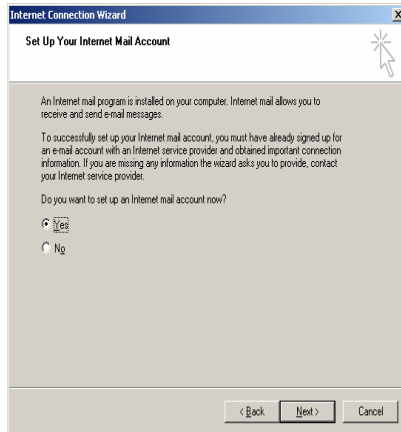 Internet Connection Wizard
Set Up Your Internet Mail Account
An Internet mail program is installed on your computer. Internet mail allows you to
receive and send e-mail messages.
To successfully set up your Internet mail account, you must have already signed up for
an e-mail account with an Internet service provider and obtained important connection
information. If you are missing any information the wizard asks you to provide, contact
your Internet service provider.
Do you want to set up an Internet mail account now?
Yes
No
< Back Next > Cancel